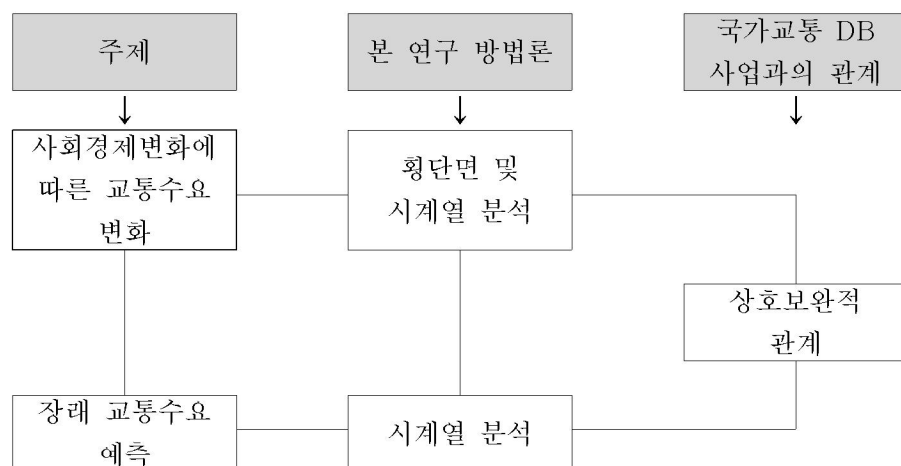 주제
본 연구 방법론
국가교통 DB
사업과의 관계
사회경제변화에
따른 교통수요
변화
횡단면 및
시계열 분석
상호보완적
관계
장래 교통수요
예측
시계열 분석